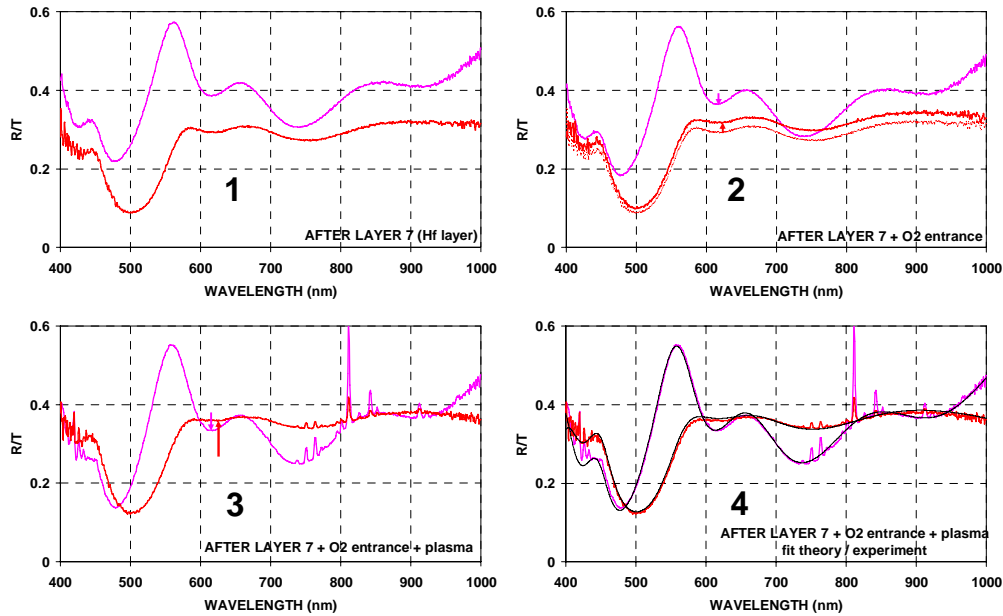 0.6
0.4
0.2
0
R/T
1
AFTER LAYER 7 (Hf layer)
400 500 600 700 800 900 1000
WAVELENGTH (nm)
0.6
0.4
0.2
0
R/T
2
AFTER LAYER 7 + O2 entrance
400 500 600 700 800 900 1000
WAVELENGTH (nm)
0.6
0.4
0.2
0
R/T
3
AFTER LAYER 7 + O2 entrance + plasma
400 500 600 700 800 900 1000
WAVELENGTH (nm)
0.6
0.4
0.2
0
R/T
4
AFTER LAYER 7 + O2 entrance + plasma
fit theory / experiment
400 500 600 700 800 900 1000
WAVELENGTH (nm)